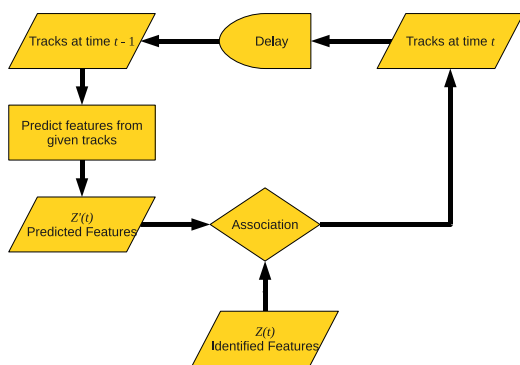 Tracks at time t - 1
Delay
Tracks at time t
Predict features from
given tracks
Z'(t)
Predicted Features
Association
Z(t)
Identified Features